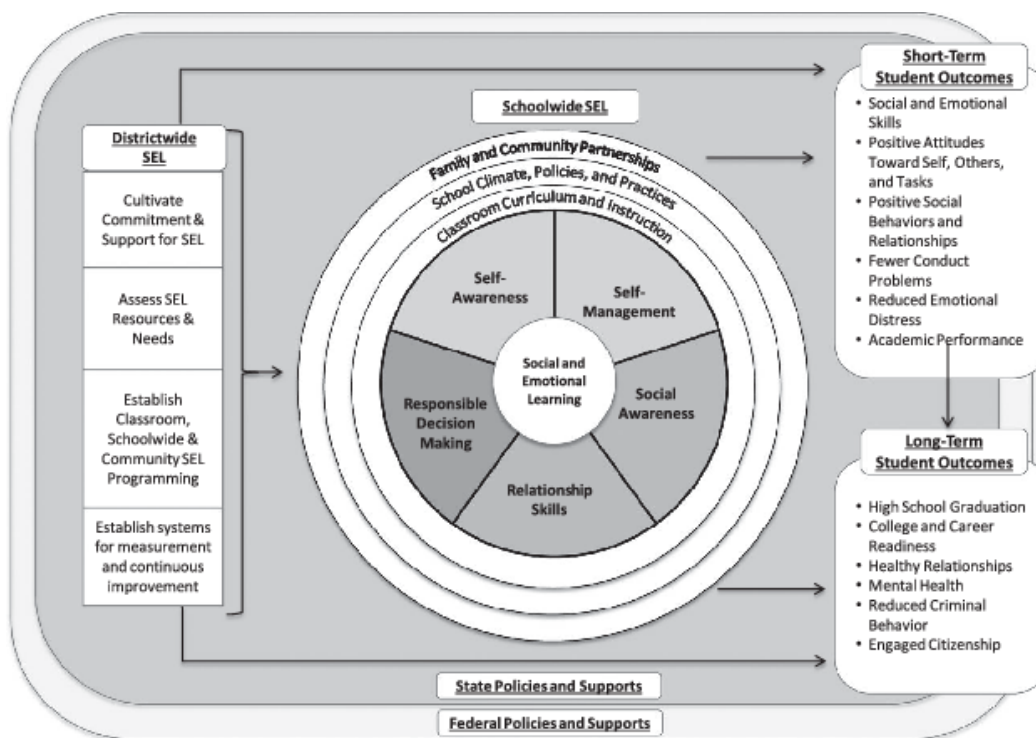 Districtwide
SEL
Cultivate
Commitment &
Support for SEL
Assess SEL
Resources &
Needs
Establish
Classroom,
Schoolwide &
Community SEL
Programming
Establish systems
for measurement
and continuous
improvement
Schoolwide SEL
Family and Community Partnerships
School Climate, Policies, and Practices
Classroom Curriculum and Instruction
Self-
Awareness
Self-
Management
Social and
Emotional
Learning
Responsible
Decision
Making
Social
Awareness
Relationship
Skills
Short-Term
Student Outcomes
• Social and Emotional
Skills
• Positive Attitudes
Toward Self, Others,
and Tasks
• Positive Social
Behaviors and
Relationships
• Fewer Conduct
Problems
• Reduced Emotional
Distress
• Academic Performance
Long-Term
Student Outcomes
• High School Graduation
• College and Career
Readiness
• Healthy Relationships
• Mental Health
• Reduced Criminal
Behavior
• Engaged Citizenship
State Policies and Supports
Federal Policies and Supports